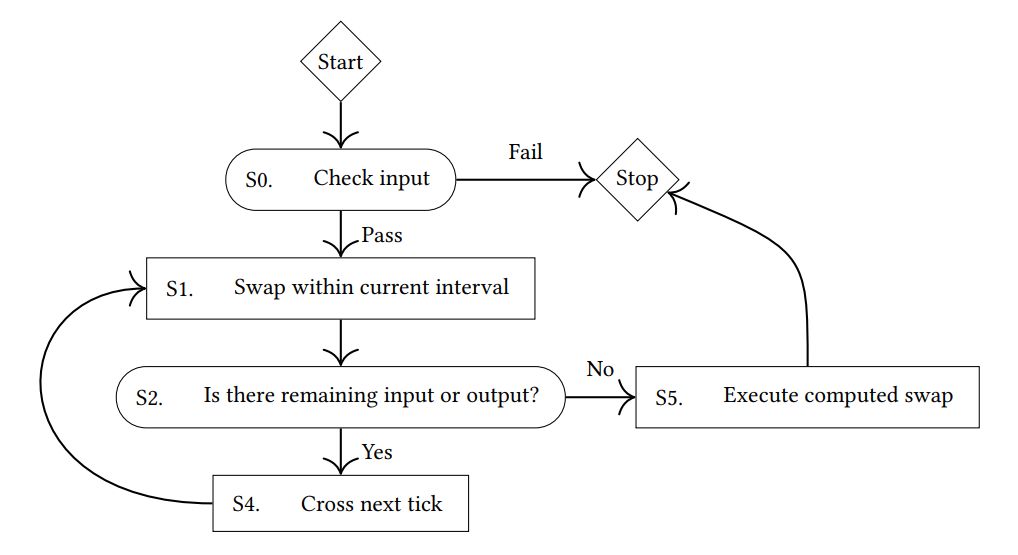 Start
S0. Check input
Fail
Stop
Pass
S1. Swap within current interval
S2. Is there remaining input or output?
No
S5. Execute computed swap
Yes
S4. Cross next tick